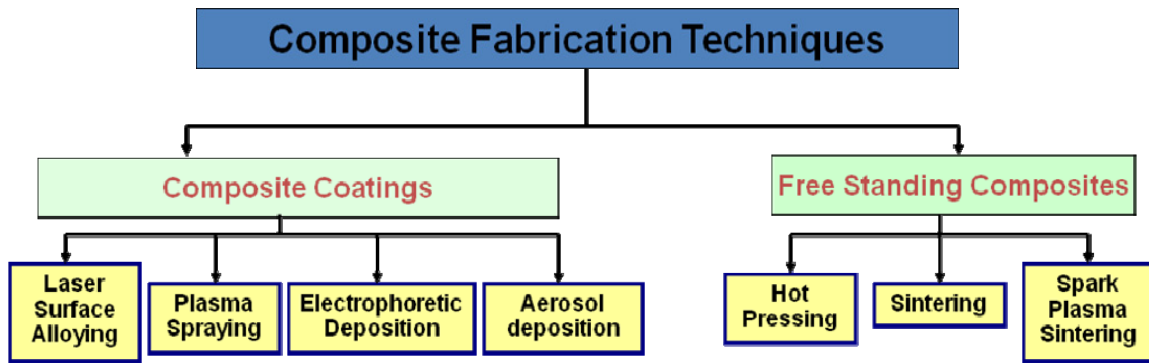 Composite Fabrication Techniques
Composite Coatings
Free Standing Composites
Laser
Surface
Alloying
Plasma
Spraying
Electrophoretic
Deposition
Aerosol
deposition
Hot
Pressing
Sintering
Spark
Plasma
Sintering